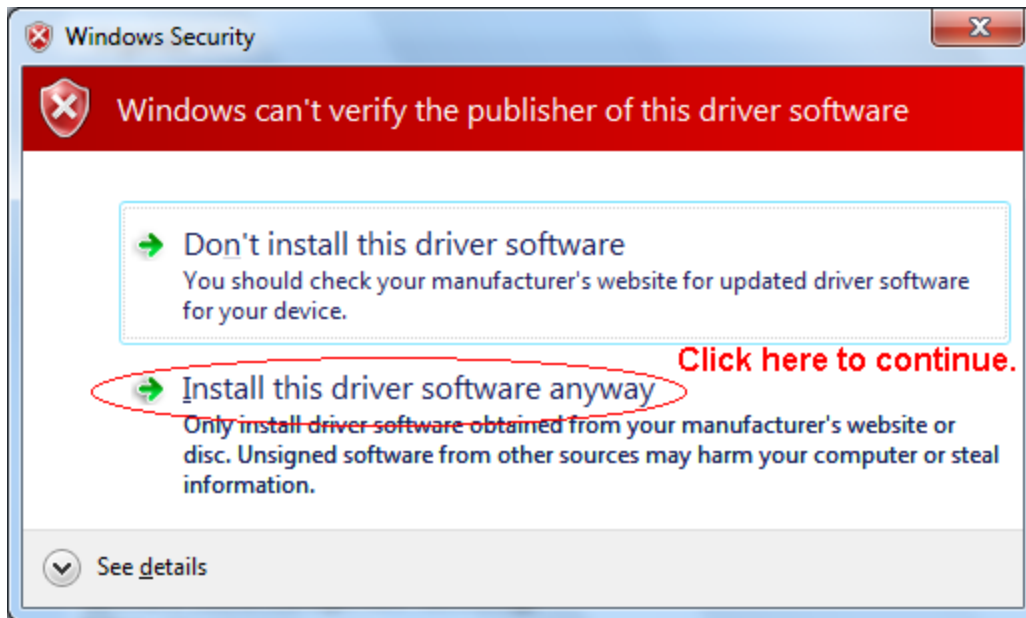 Windows Security
Windows can't verify the publisher of this driver software
Don't install this driver software
You should check your manufacturer's website for updated driver software
for your device.
Click here to continue.
Install this driver software anyway
Only install driver software obtained from your manufacturer's website or
disc. Unsigned software from other sources may harm your computer or steal
information.
See details